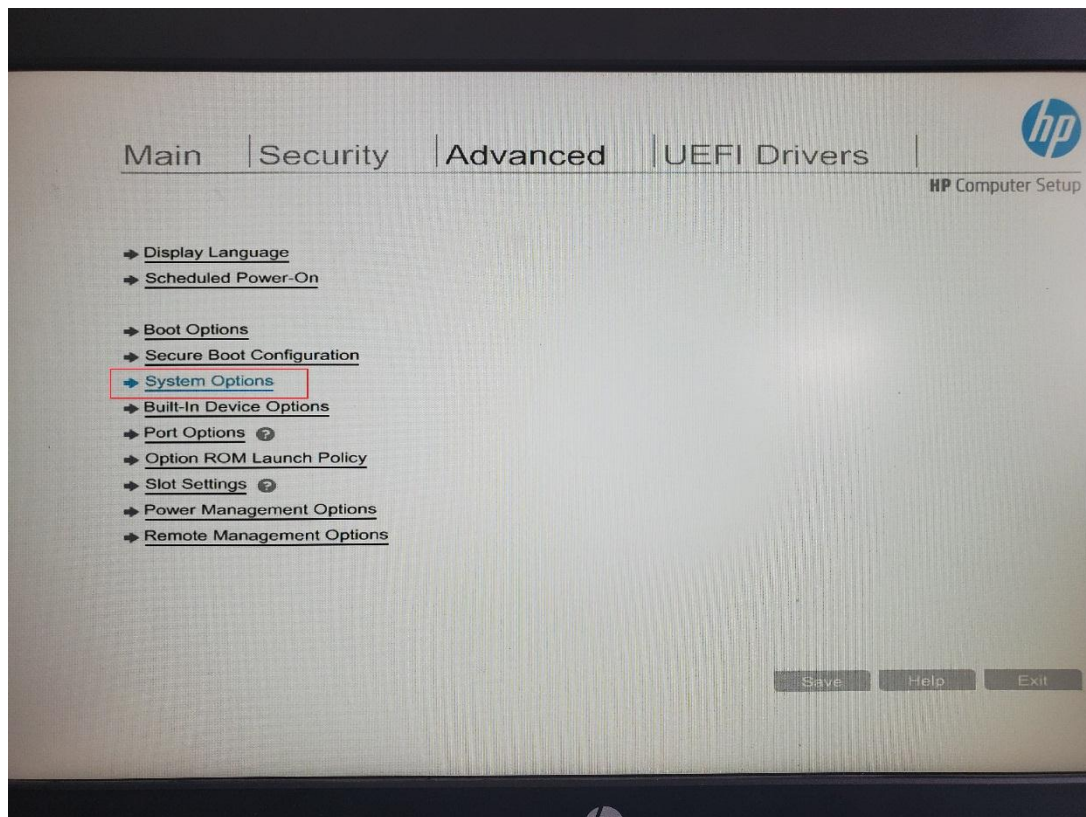 hp
Main Security Advanced UEFI Drivers
HP Computer Setup
Display Language
Scheduled Power-On
Boot Options
Secure Boot Configuration
System Options
Built-In Device Options
Port Options ?
Option ROM Launch Policy
Slot Settings ?
Power Management Options
Remote Management Options
Save Help Exit